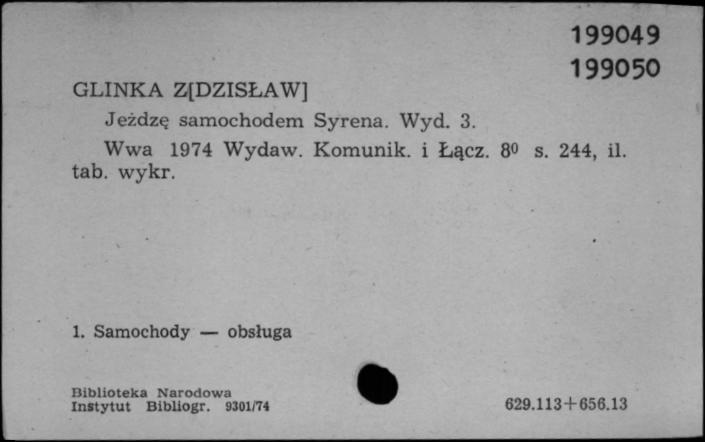 199049
199050
GLINKA Z[DZISŁAW]
Jeżdzę samochodem Syrena. Wyd. 3.
Wwa 1974 Wydaw. Komunik. i Łącz. 8⁰ s. 244, il.
tab. wykr.
1. Samochody — obsługa
Biblioteka Narodowa
Instytut Bibliogr. 9301/74
629.113+656.13